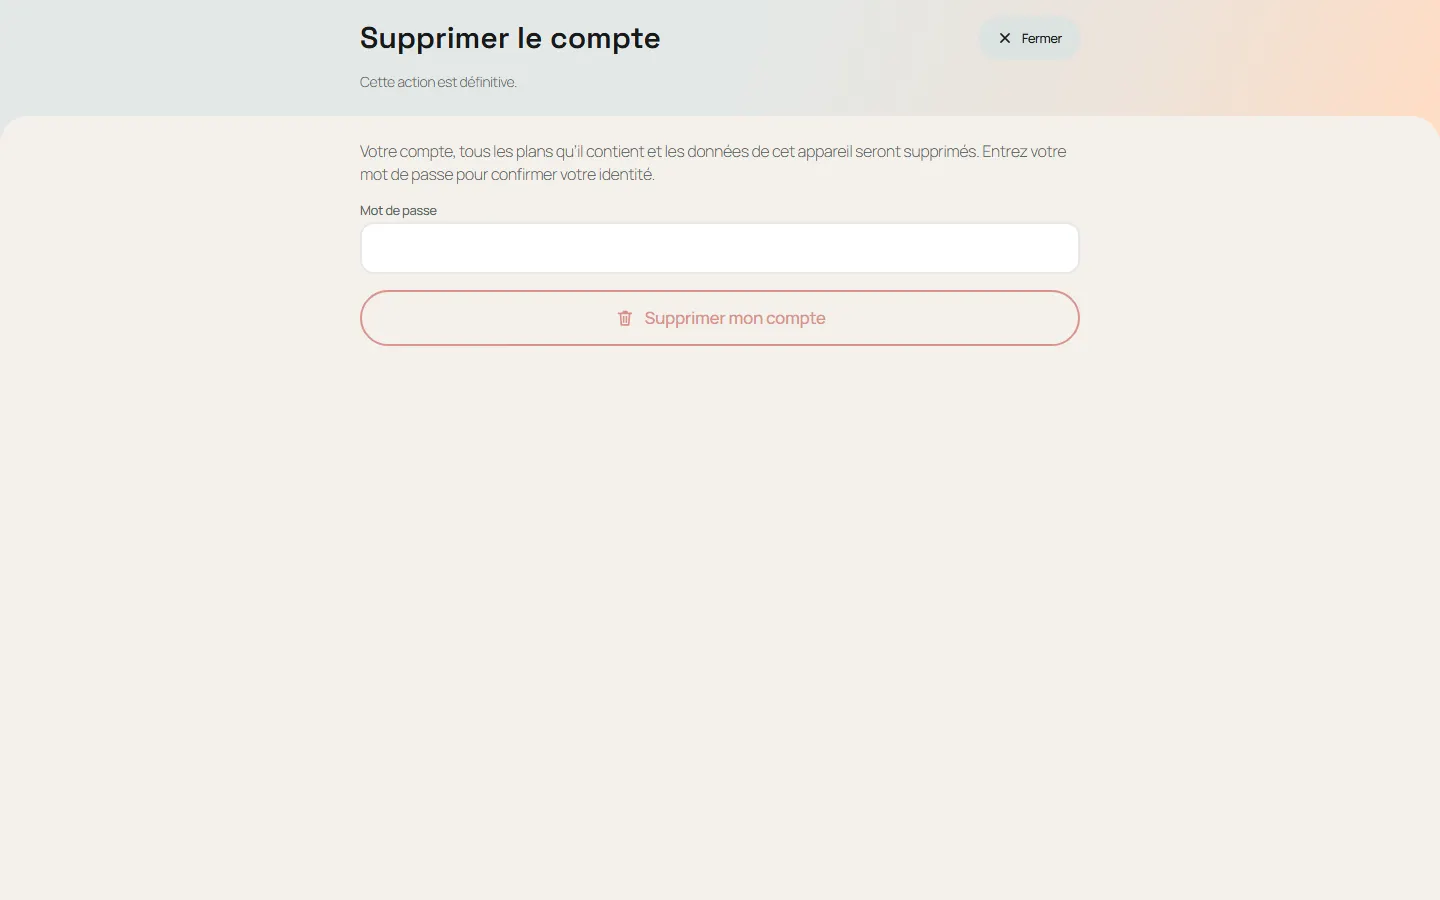 Supprimer le compte
Fermer
Cette action est définitive.
Votre compte, tous les plans qu'il contient et les données de cet appareil seront supprimés. Entrez votre
mot de passe pour confirmer votre identité.
Mot de passe
Supprimer mon compte